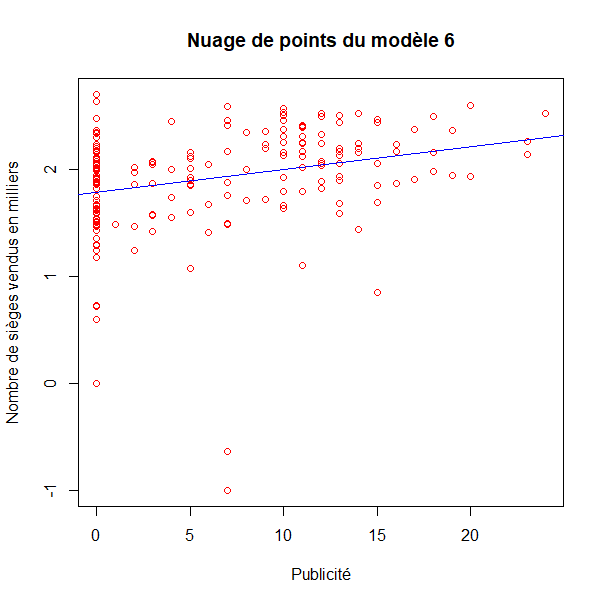 Nuage de points du modèle 6
Nombre de sièges vendus en milliers
2
1
0
-1
0 5 10 15 20
Publicité